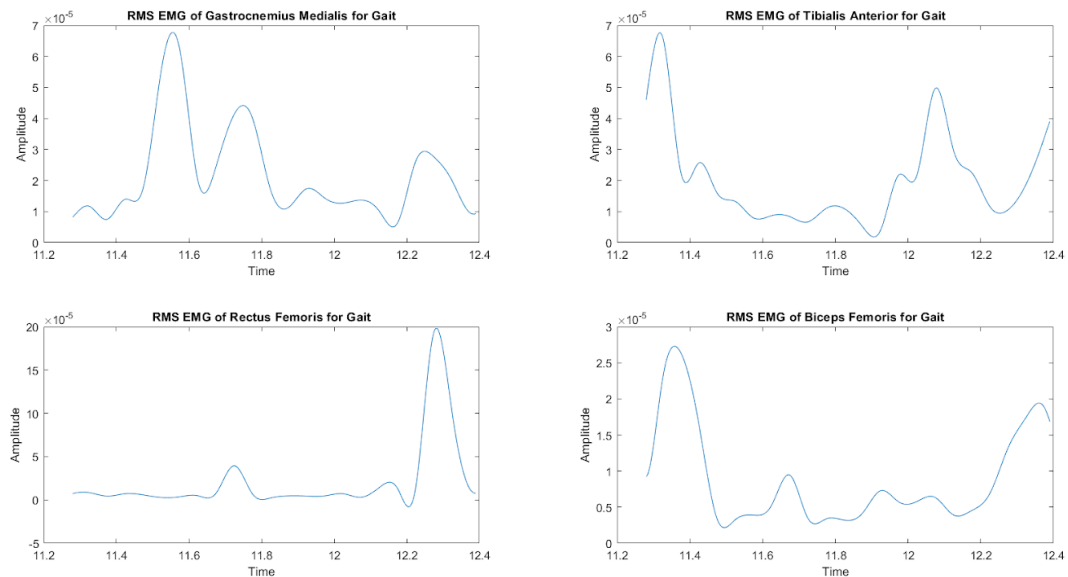 RMS EMG of Gastrocnemius Medialis for Gait
×10⁻⁵
7
6
5
4
3
2
1
0
Amplitude
11.2 11.4 11.6 11.8 12 12.2 12.4
Time
RMS EMG of Tibialis Anterior for Gait
×10⁻⁵
7
6
5
4
3
2
1
0
Amplitude
11.2 11.4 11.6 11.8 12 12.2 12.4
Time
RMS EMG of Rectus Femoris for Gait
×10⁻⁵
20
15
10
5
0
-5
Amplitude
11.2 11.4 11.6 11.8 12 12.2 12.4
Time
RMS EMG of Biceps Femoris for Gait
×10⁻⁵
3
2.5
2
1.5
1
0.5
0
Amplitude
11.2 11.4 11.6 11.8 12 12.2 12.4
Time